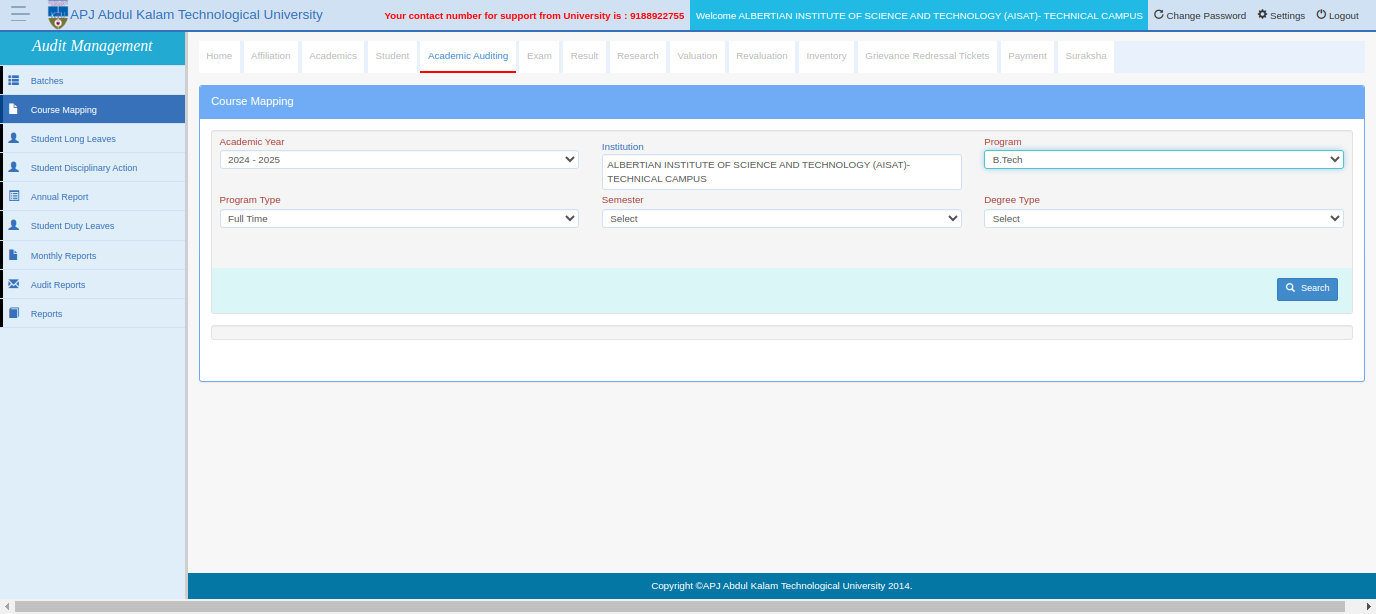 APJ Abdul Kalam Technological University
Your contact number for support from University is : 9188922755
Welcome ALBERTIAN INSTITUTE OF SCIENCE AND TECHNOLOGY (AISAT)- TECHNICAL CAMPUS
Change Password Settings Logout
Audit Management
Batches
Course Mapping
Student Long Leaves
Student Disciplinary Action
Annual Report
Student Duty Leaves
Monthly Reports
Audit Reports
Reports
Home Affiliation Academics Student Academic Auditing Exam Result Research Valuation Revaluation Inventory Grievance Redressal Tickets Payment Suraksha
Course Mapping
Academic Year
2024 - 2025
Institution
ALBERTIAN INSTITUTE OF SCIENCE AND TECHNOLOGY (AISAT)-
TECHNICAL CAMPUS
Program
B.Tech
Program Type
Full Time
Semester
Select
Degree Type
Select
Search
Copyright ©APJ Abdul Kalam Technological University 2014.